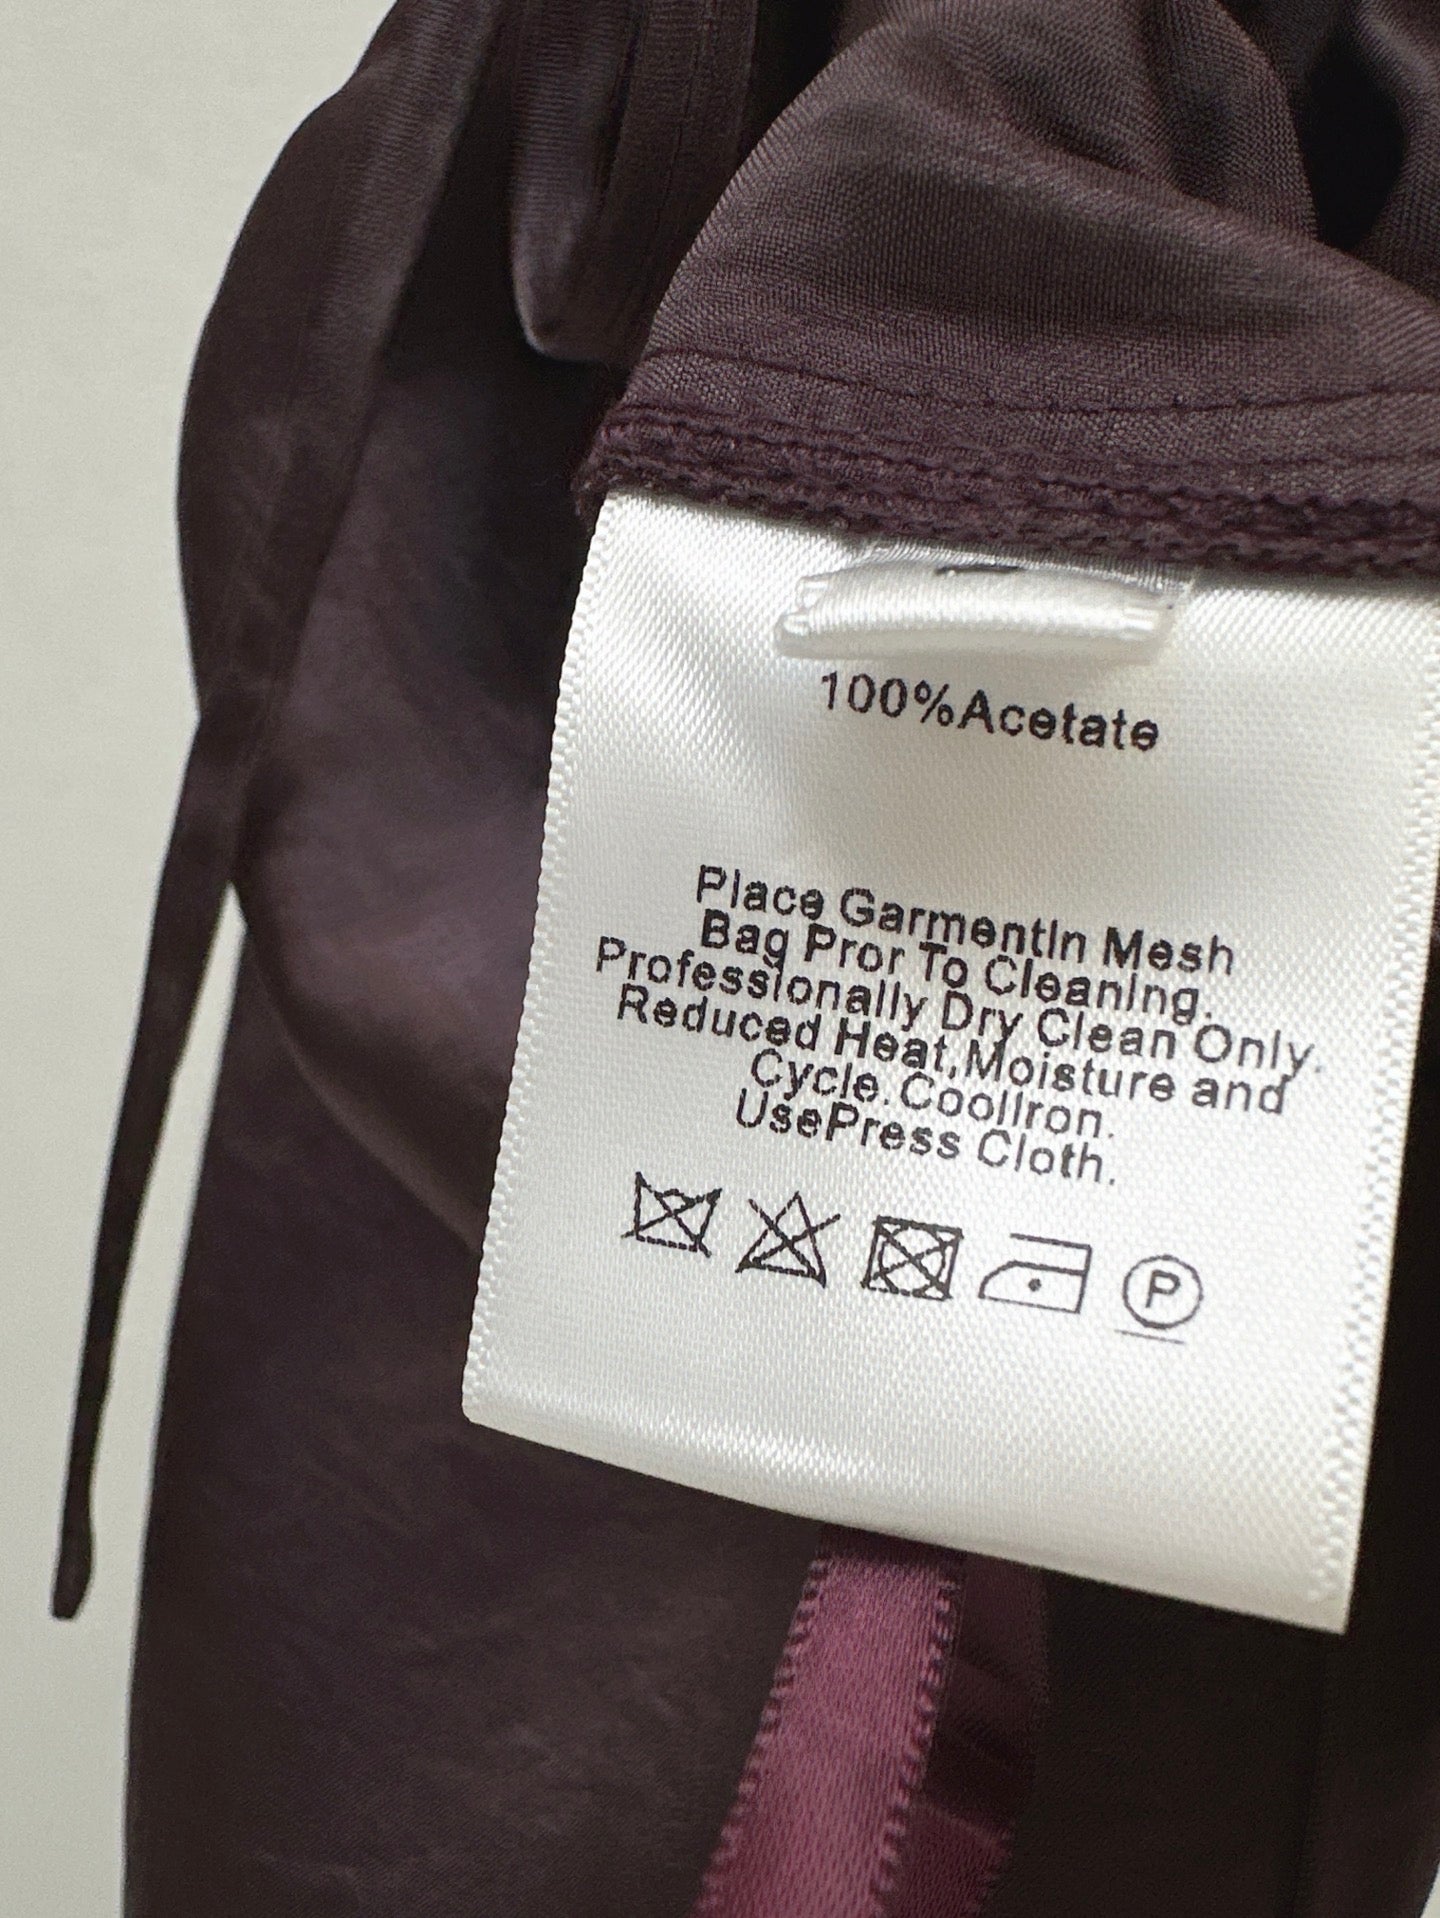 100%Acetate
Place GarmentIn Mesh
Bag Pror To Cleaning.
Professionally Dry Clean Only.
Reduced Heat,Moisture and
Cycle.CoolIron.
UsePress Cloth.
P